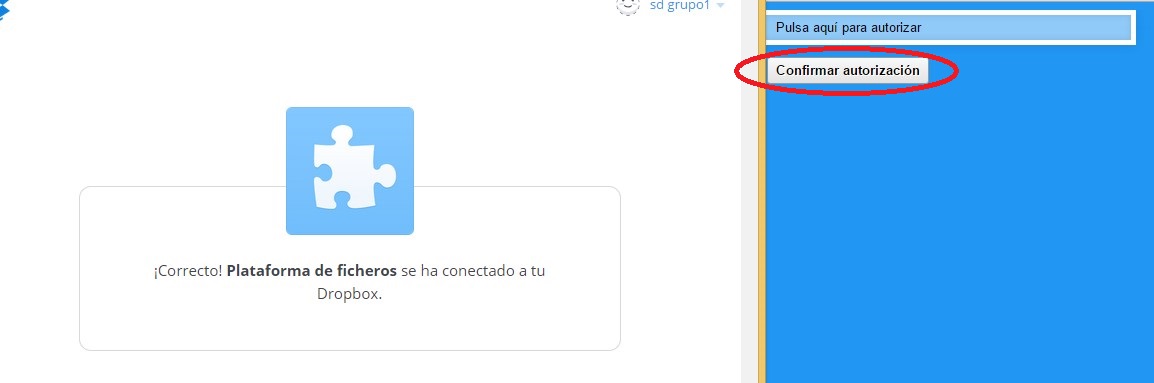 sd grupo1
¡Correcto! Plataforma de ficheros se ha conectado a tu
Dropbox.
Pulsa aquí para autorizar
Confirmar autorización